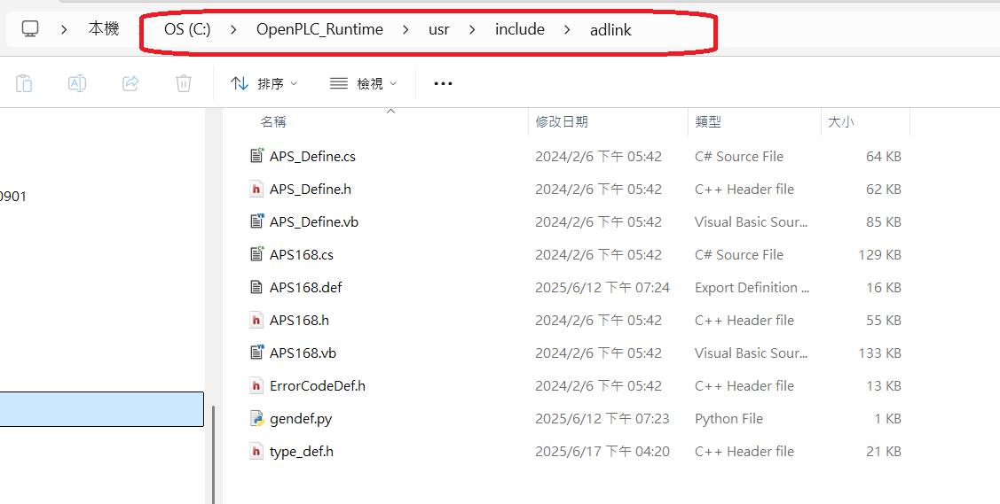 本機 > OS (C:) > OpenPLC_Runtime > usr > include > adlink
排序 檢視 ...
名稱 修改日期 類型 大小
APS_Define.cs 2024/2/6 下午 05:42 C# Source File 64 KB
0901
APS_Define.h 2024/2/6 下午 05:42 C++ Header file 62 KB
APS_Define.vb 2024/2/6 下午 05:42 Visual Basic Sour... 85 KB
APS168.cs 2024/2/6 下午 05:42 C# Source File 129 KB
APS168.def 2025/6/12 下午 07:24 Export Definition ... 16 KB
APS168.h 2024/2/6 下午 05:42 C++ Header file 55 KB
APS168.vb 2024/2/6 下午 05:42 Visual Basic Sour... 133 KB
ErrorCodeDef.h 2024/2/6 下午 05:42 C++ Header file 13 KB
gendef.py 2025/6/12 下午 07:23 Python File 1 KB
type_def.h 2025/6/17 下午 04:20 C++ Header file 21 KB